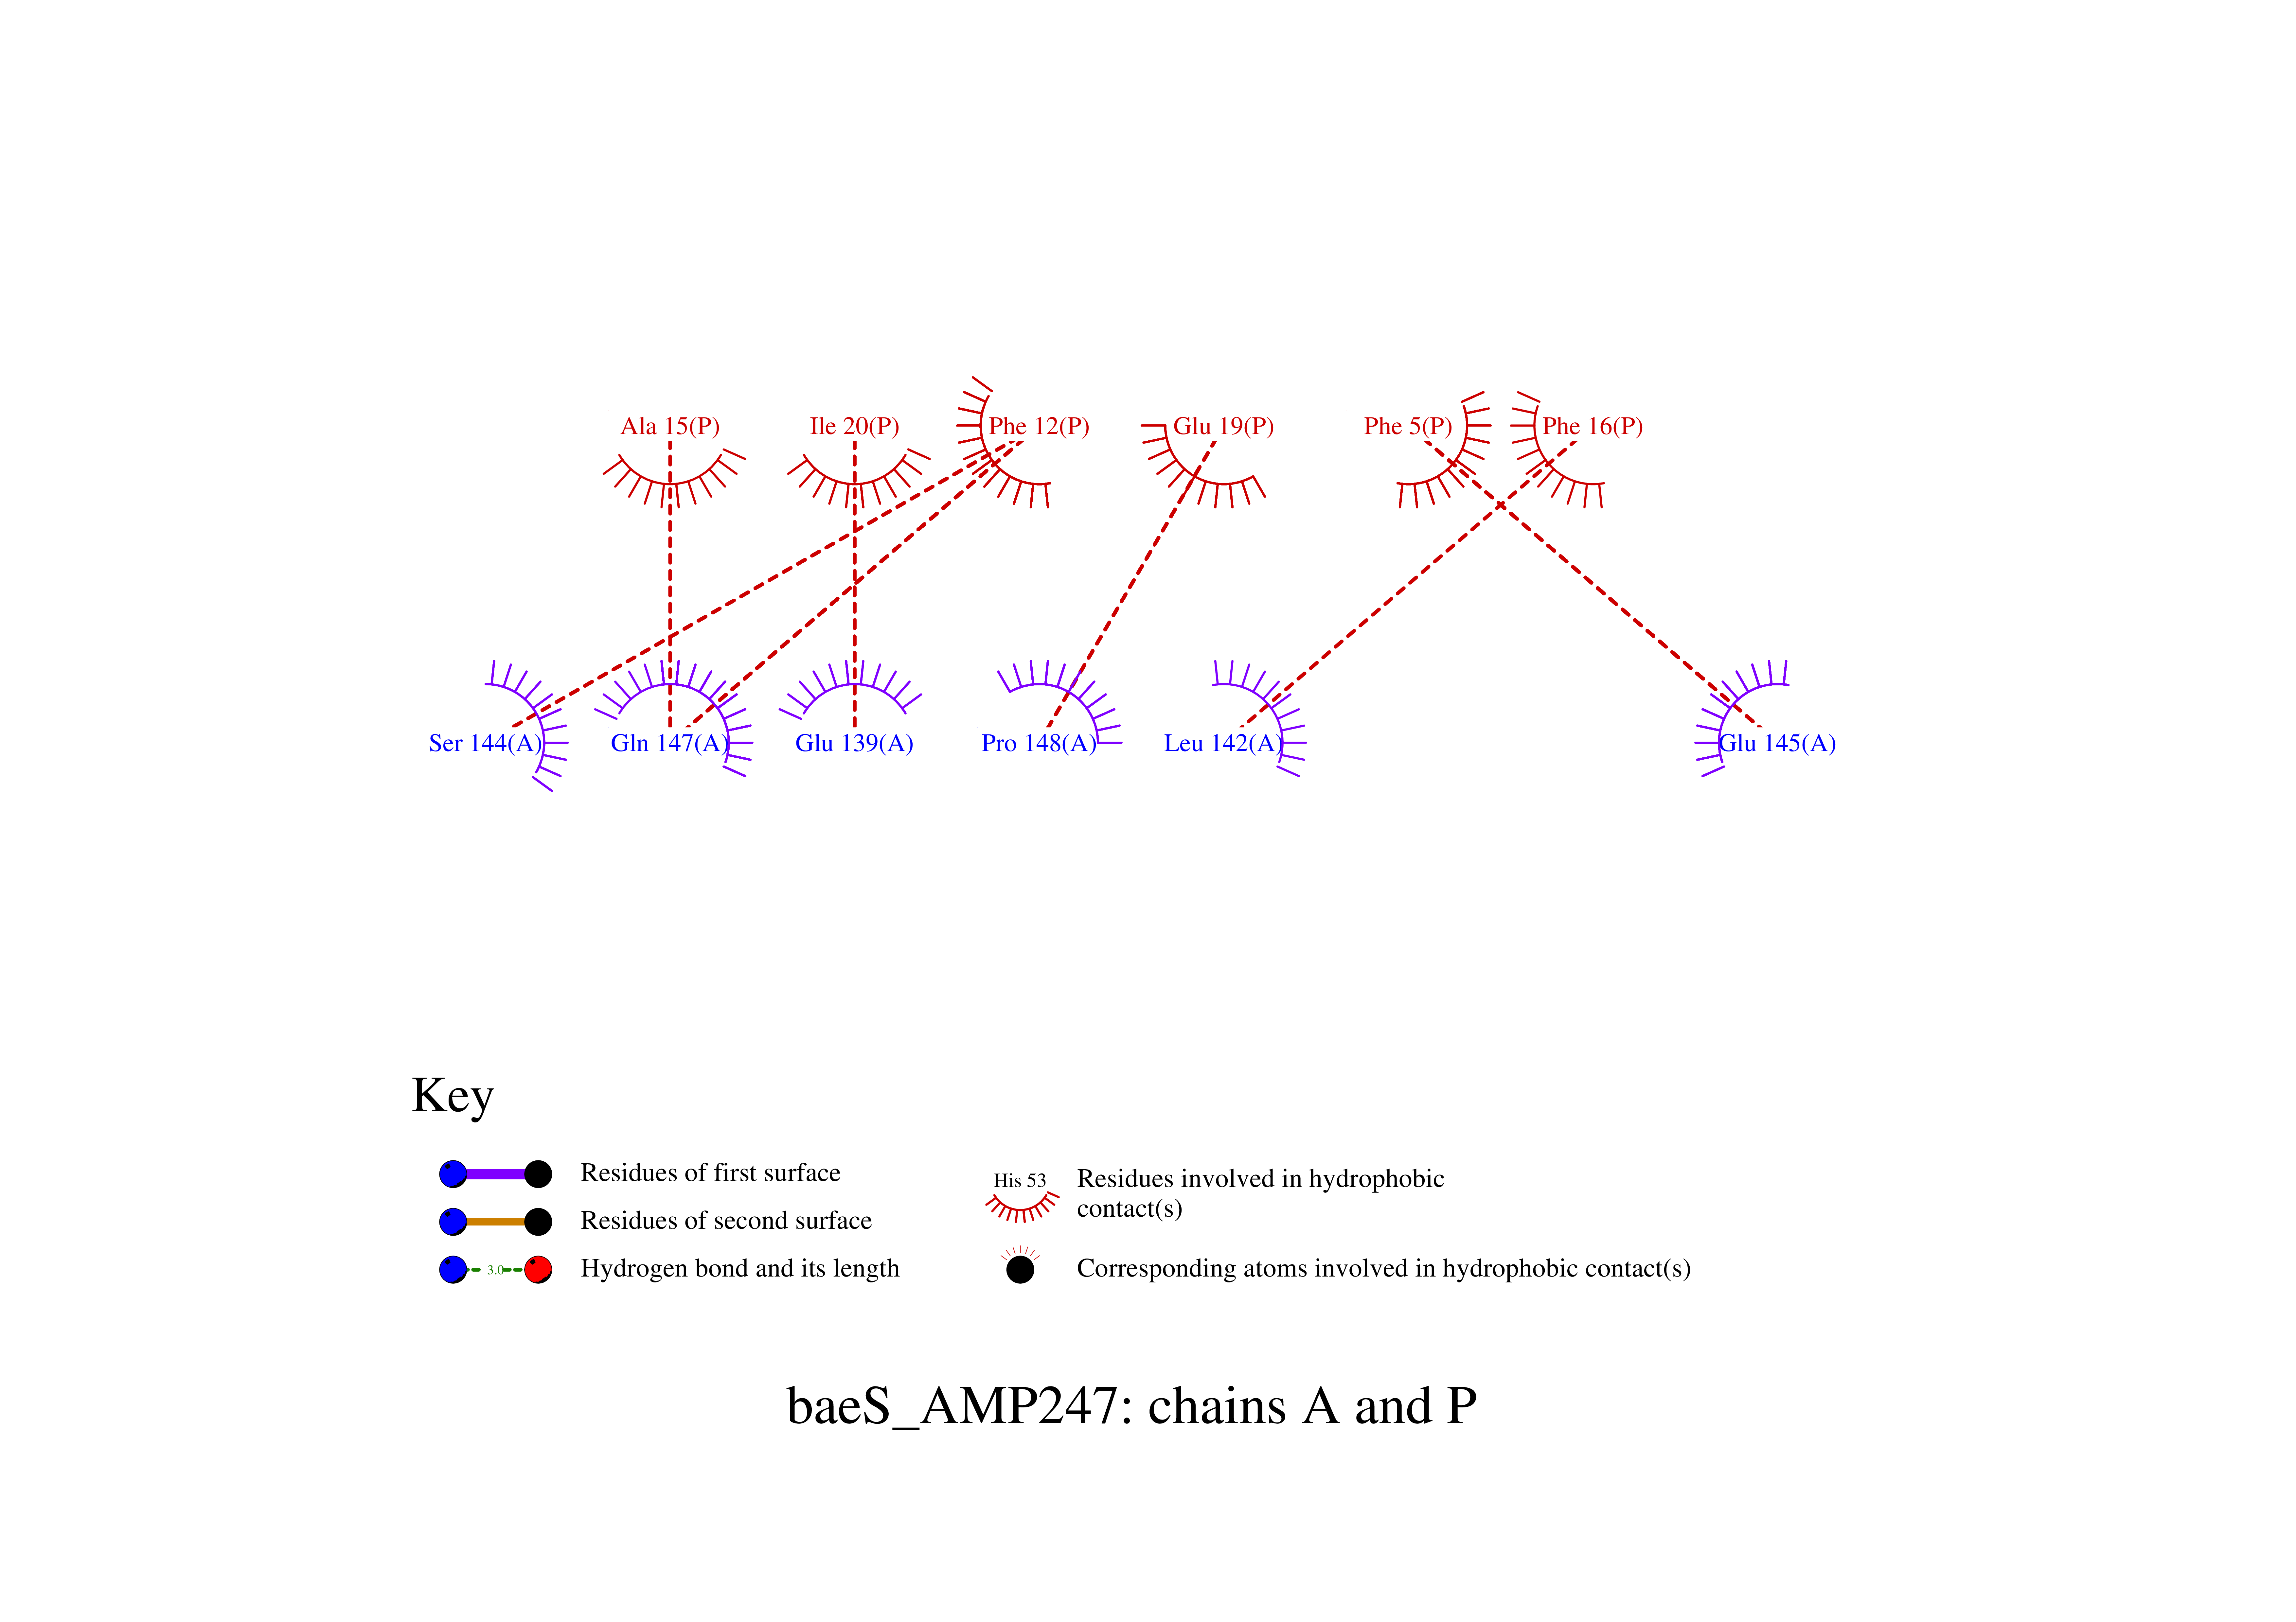 Ala 15(P) Ile 20(P) Phe 12(P) Glu 19(P) Phe 5(P) Phe 16(P)
Ser 144(A) Gln 147(A) Glu 139(A) Pro 148(A) Leu 142(A) Glu 145(A)
Key
Residues of first surface
Residues of second surface
3.0 Hydrogen bond and its length
His 53 Residues involved in hydrophobic
contact(s)
Corresponding atoms involved in hydrophobic contact(s)
baeS_AMP247: chains A and P